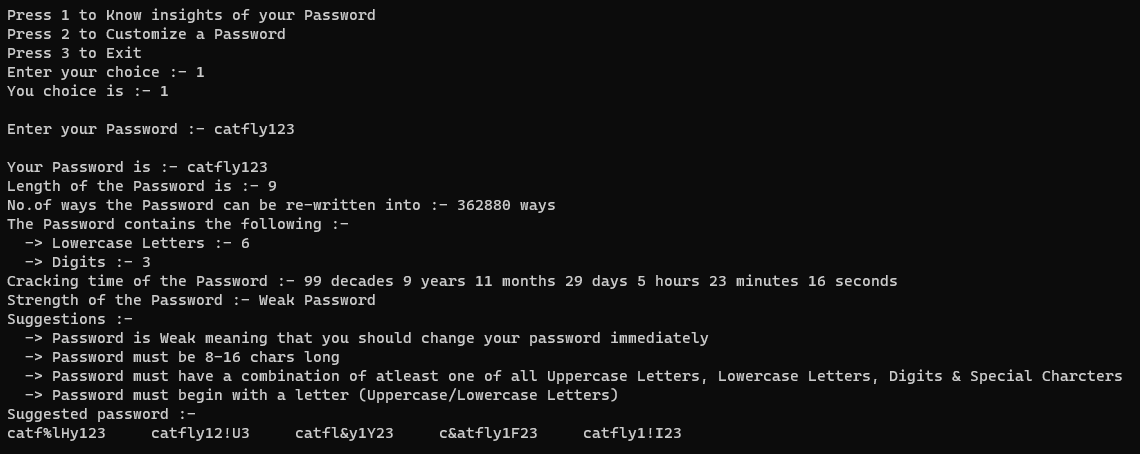 Press 1 to Know insights of your Password
Press 2 to Customize a Password
Press 3 to Exit
Enter your choice :- 1
You choice is :- 1
Enter your Password :- catfly123
Your Password is :- catfly123
Length of the Password is :- 9
No.of ways the Password can be re-written into :- 362880 ways
The Password contains the following :-
-> Lowercase Letters :- 6
-> Digits :- 3
Cracking time of the Password :- 99 decades 9 years 11 months 29 days 5 hours 23 minutes 16 seconds
Strength of the Password :- Weak Password
Suggestions :-
-> Password is Weak meaning that you should change your password immediately
-> Password must be 8-16 chars long
-> Password must have a combination of atleast one of all Uppercase Letters, Lowercase Letters, Digits & Special Charcters
-> Password must begin with a letter (Uppercase/Lowercase Letters)
Suggested password :-
catf%lHy123 catfly12!U3 catfl&y1Y23 c&atfly1F23 catfly1!I23